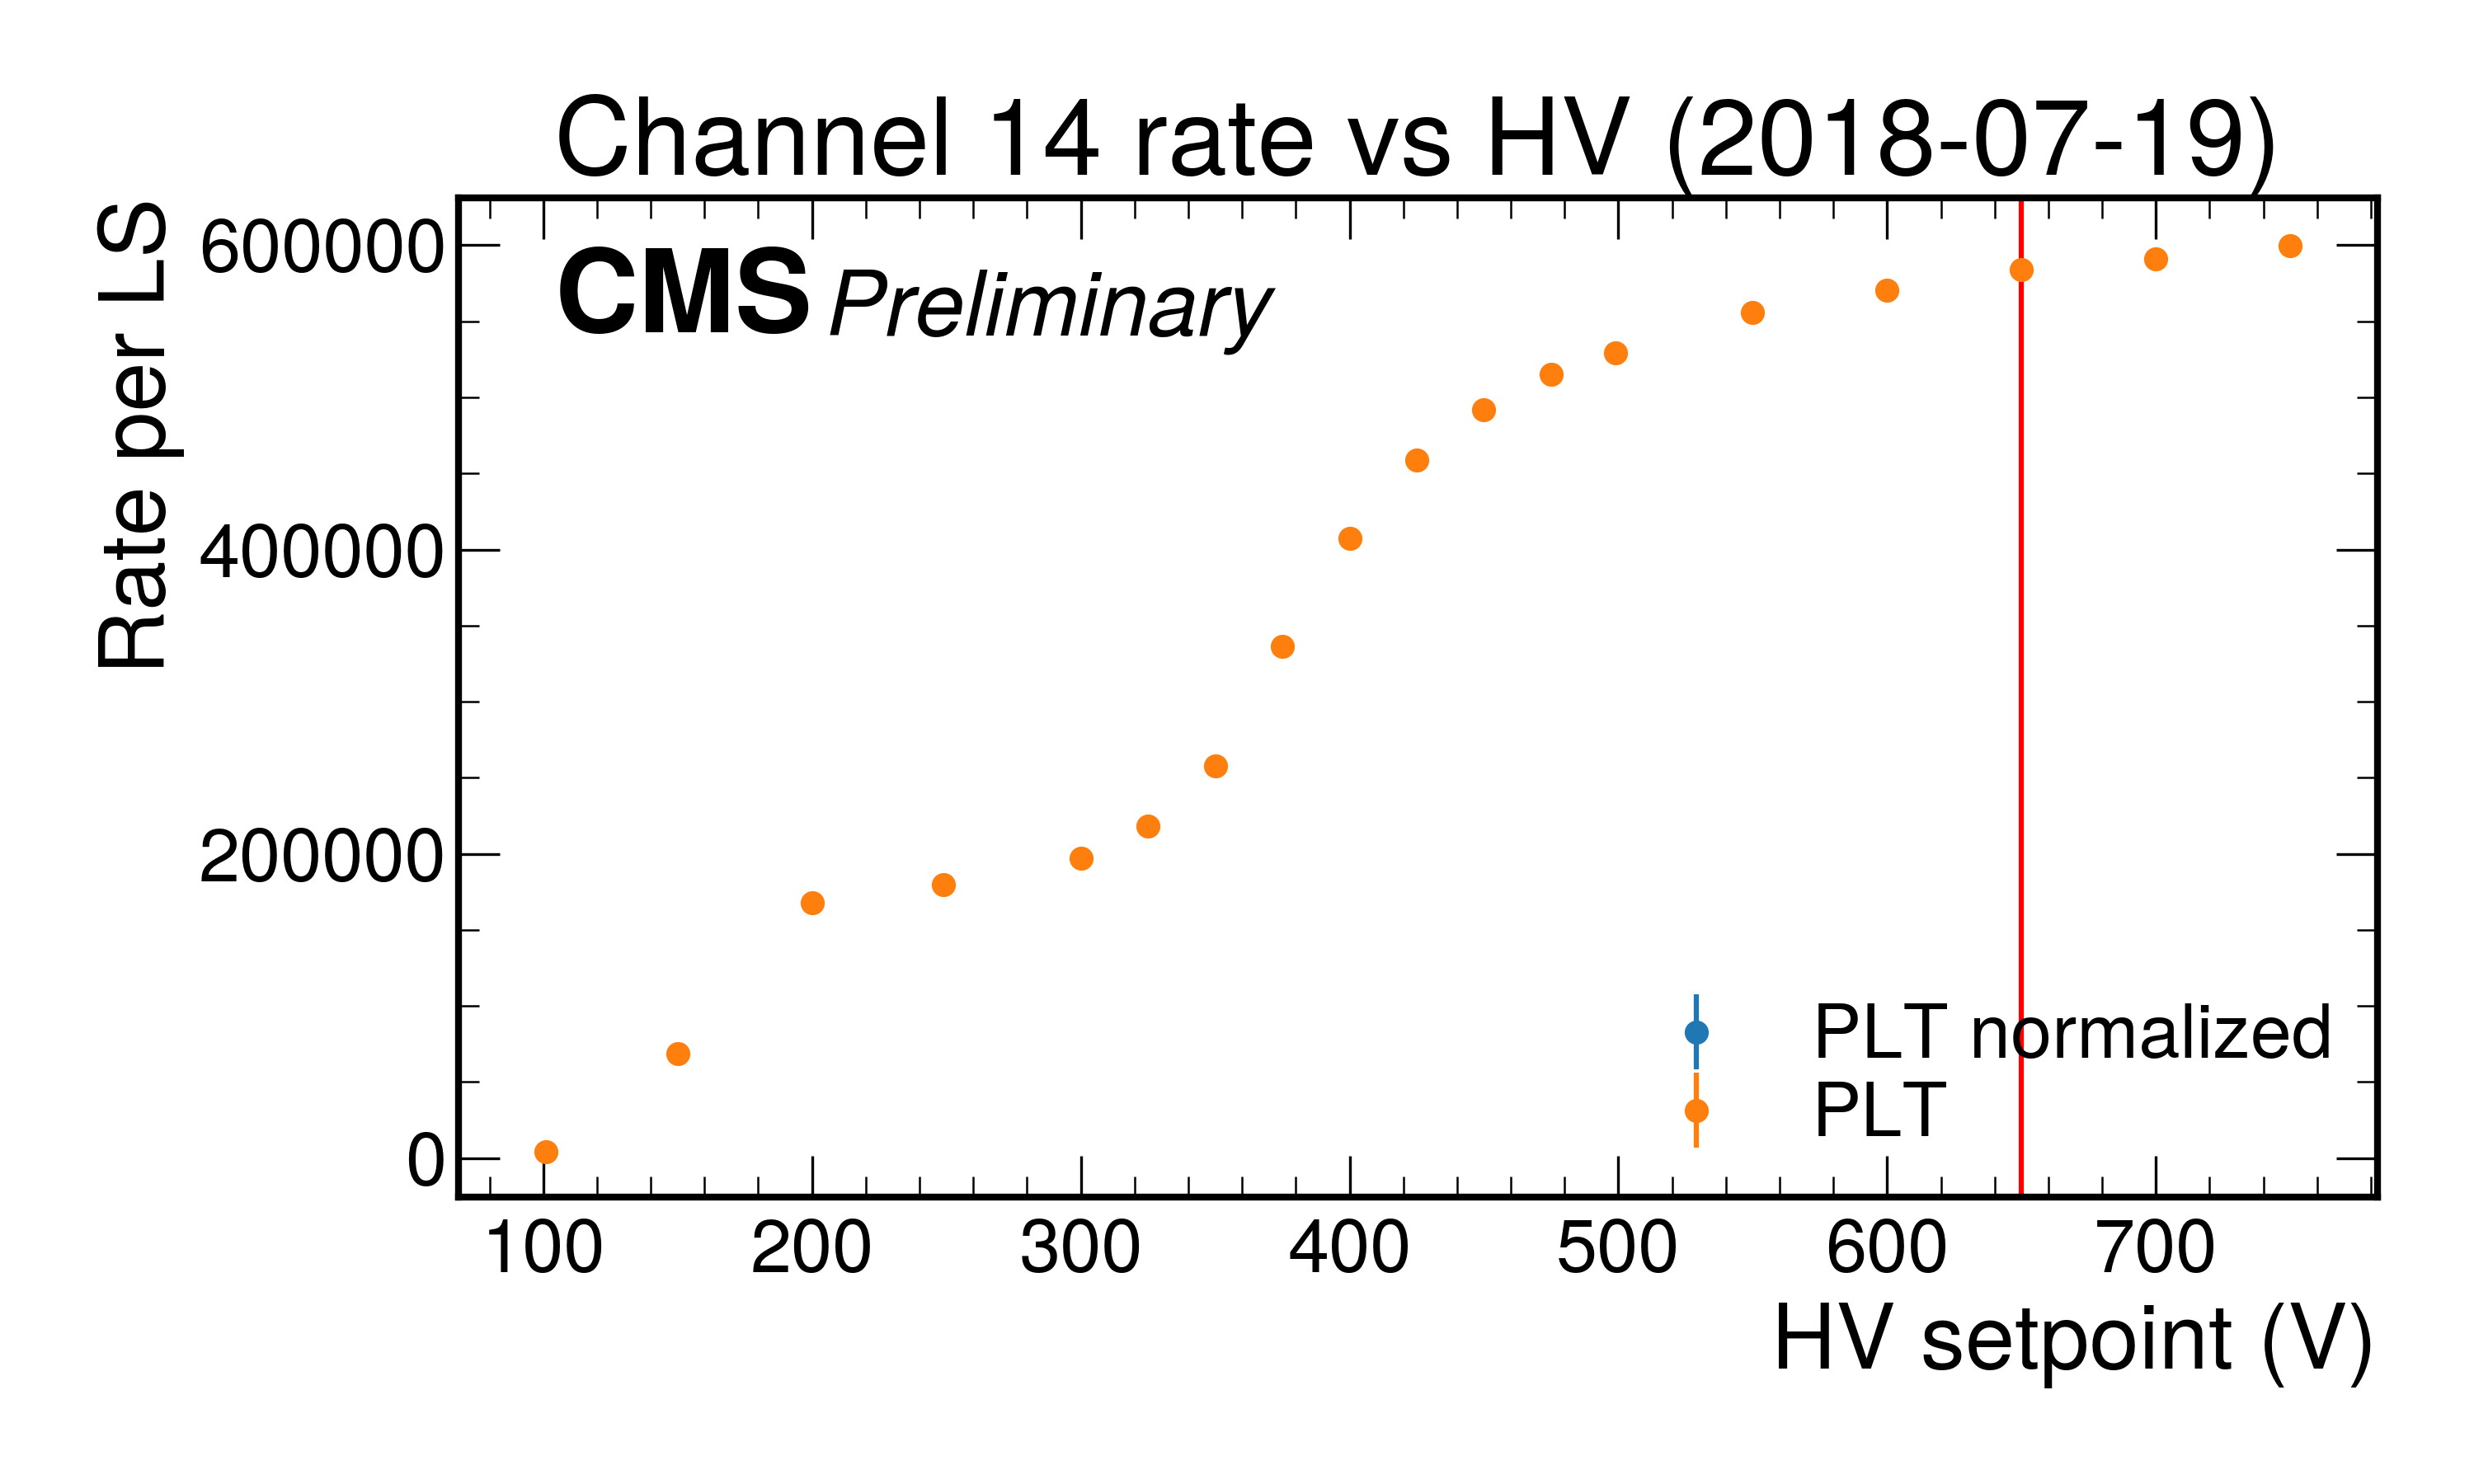 Channel 14 rate vs HV (2018-07-19)
CMS Preliminary
Rate per LS
600000
400000
200000
0
PLT normalized
PLT
100 200 300 400 500 600 700
HV setpoint (V)